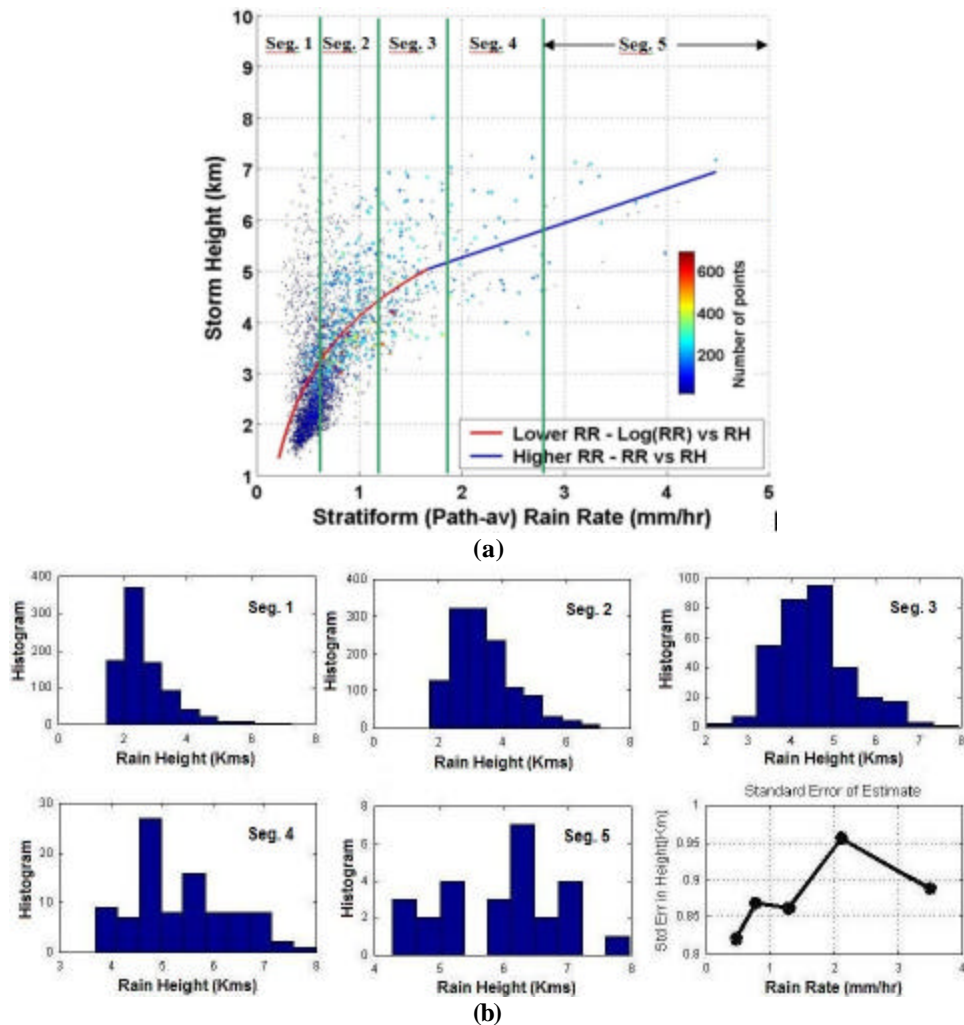 10
9
8
7
6
5
4
3
2
1
Storm Height (km)
Seg. 1
Seg. 2
Seg. 3
Seg. 4
Seg. 5
600
400
200
Number of points
Lower RR - Log(RR) vs RH
Higher RR - RR vs RH
0 1 2 3 4 5
Stratiform (Path-av) Rain Rate (mm/hr)
(a)
400
300
200
100
0
Histogram
Seg. 1
0 2 4 6 8
Rain Height (Kms)
400
300
200
100
0
Histogram
Seg. 2
0 2 4 6 8
Rain Height (Kms)
100
80
60
40
20
0
Histogram
Seg. 3
2 3 4 5 6 7 8
Rain Height (Kms)
30
20
10
0
Histogram
Seg. 4
3 4 5 6 7 8
Rain Height (Kms)
8
6
4
2
0
Histogram
Seg. 5
4 5 6 7 8
Rain Height (Kms)
Standard Error of Estimate
1
0.95
0.9
0.85
0.8
Std Err in Height(Km)
0 1 2 3 4
Rain Rate (mm/hr)
(b)